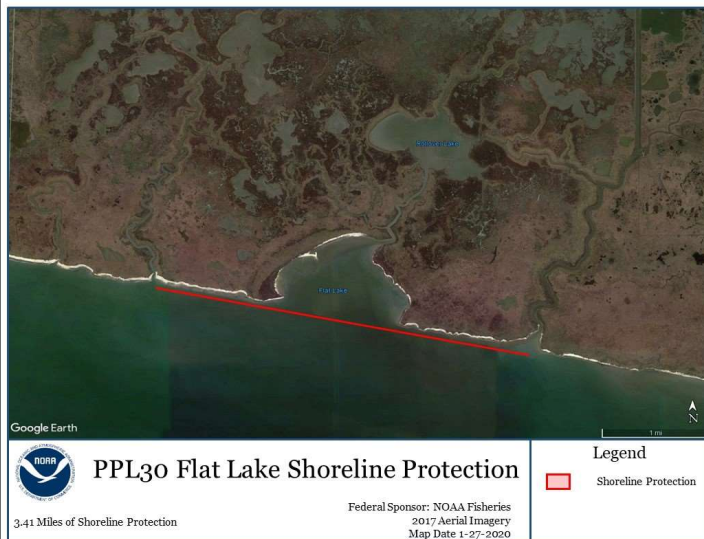 Flat Lake
Google Earth
N
1 mi
NOAA
PPL30 Flat Lake Shoreline Protection
3.41 Miles of Shoreline Protection
Federal Sponsor: NOAA Fisheries
2017 Aerial Imagery
Map Date 1-27-2020
Legend
Shoreline Protection